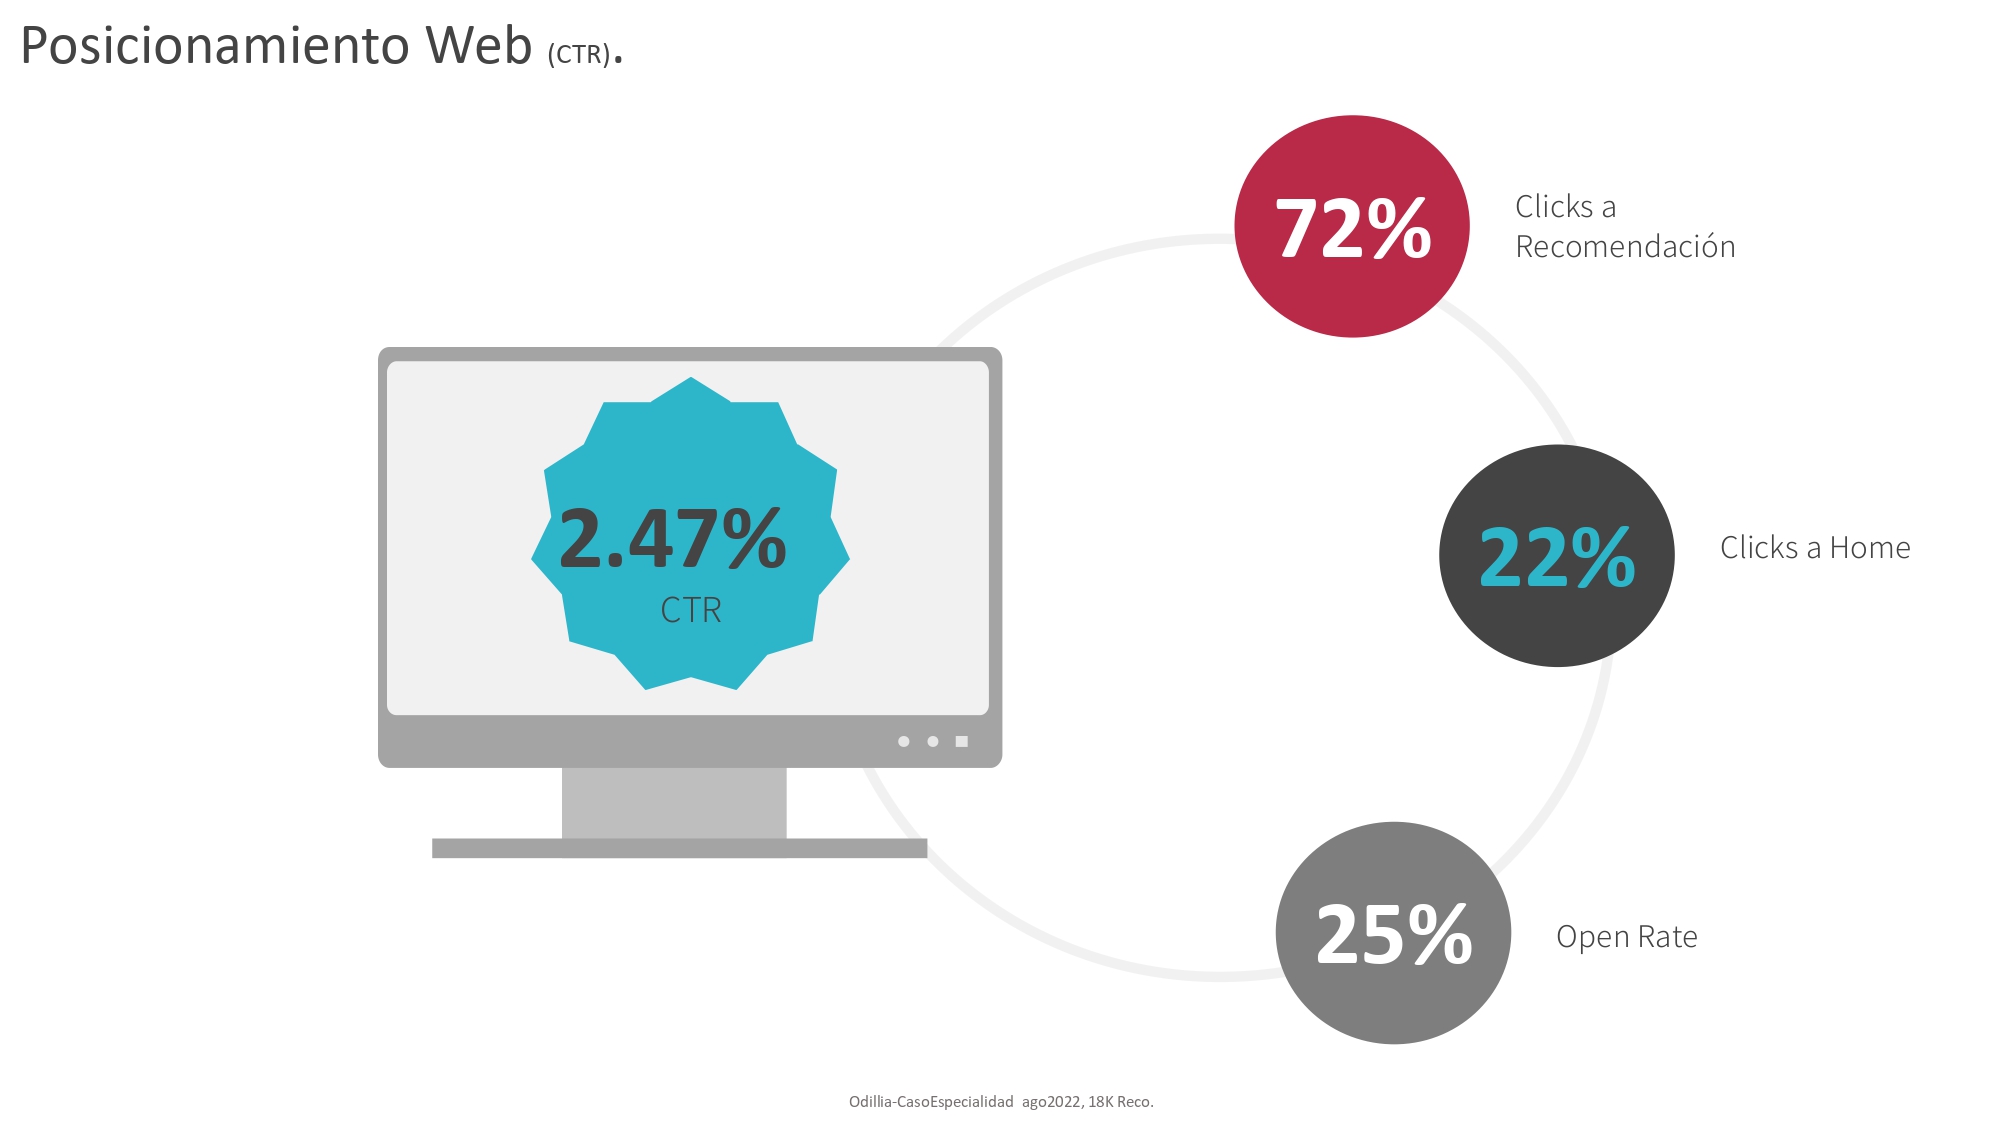 Posicionamiento Web (CTR).
72%
Clicks a
Recomendación
2.47%
CTR
22%
Clicks a Home
25%
Open Rate
Odillia-CasoEspecialidad ago2022, 18K Reco.